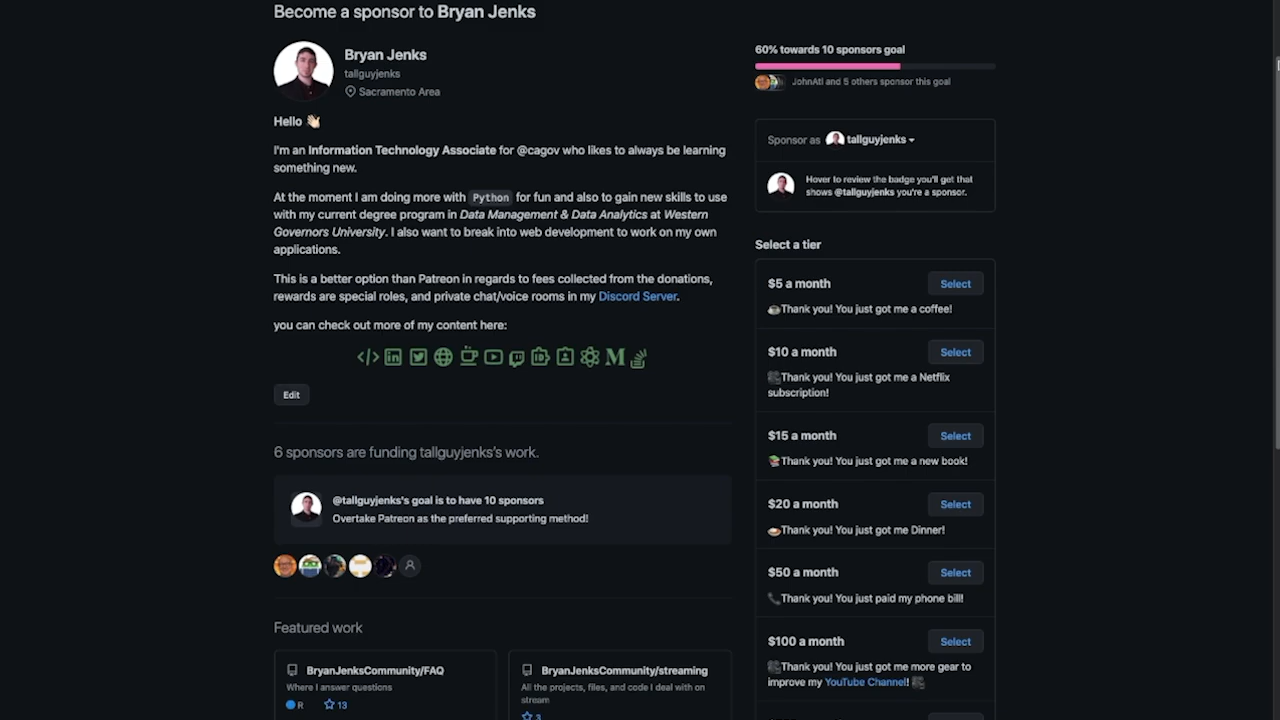 Become a sponsor to Bryan Jenks
Bryan Jenks
tallguyjenks
Sacramento Area
Hello 👋🏻
I'm an Information Technology Associate for @cagov who likes to always be learning
something new.
At the moment I am doing more with Python for fun and also to gain new skills to use
with my current degree program in Data Management & Data Analytics at Western
Governors University. I also want to break into web development to work on my own
applications.
This is a better option than Patreon in regards to fees collected from the donations,
rewards are special roles, and private chat/voice rooms in my Discord Server.
you can check out more of my content here:
Edit
6 sponsors are funding tallguyjenks's work.
@tallguyjenks's goal is to have 10 sponsors
Overtake Patreon as the preferred supporting method!
Featured work
BryanJenksCommunity/FAQ
Where I answer questions
R 13
BryanJenksCommunity/streaming
All the projects, files, and code I deal with on
stream
3
60% towards 10 sponsors goal
JohnAtl and 5 others sponsor this goal
Sponsor as tallguyjenks
Hover to review the badge you'll get that
shows @tallguyjenks you're a sponsor.
Select a tier
$5 a month Select
☕Thank you! You just got me a coffee!
$10 a month Select
Thank you! You just got me a Netflix
subscription!
$15 a month Select
📚Thank you! You just got me a new book!
$20 a month Select
Thank you! You just got me Dinner!
$50 a month Select
📞Thank you! You just paid my phone bill!
$100 a month Select
Thank you! You just got me more gear to
improve my YouTube Channel!